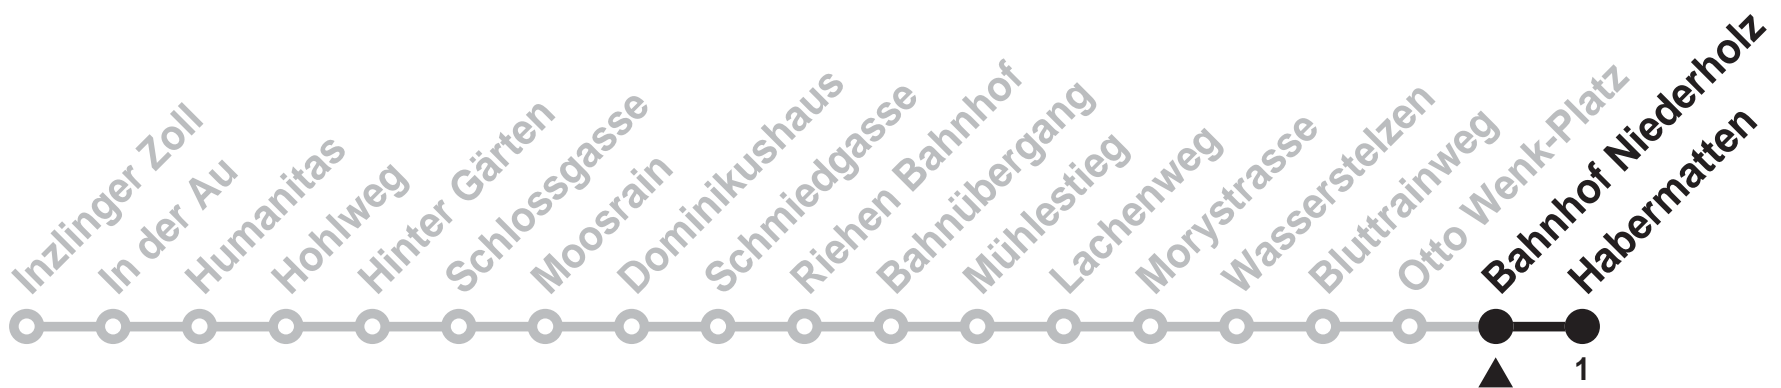 Inzlinger Zoll
In der Au
Humanitas
Hohlweg
Hinter Gärten
Schlossgasse
Moosrain
Dominikushaus
Schmiedgasse
Riehen Bahnhof
Bahnübergang
Mühlestieg
Lachenweg
Morystrasse
Wasserstelzen
Bluttrainweg
Otto Wenk-Platz
Bahnhof Niederholz
Habermatten
1